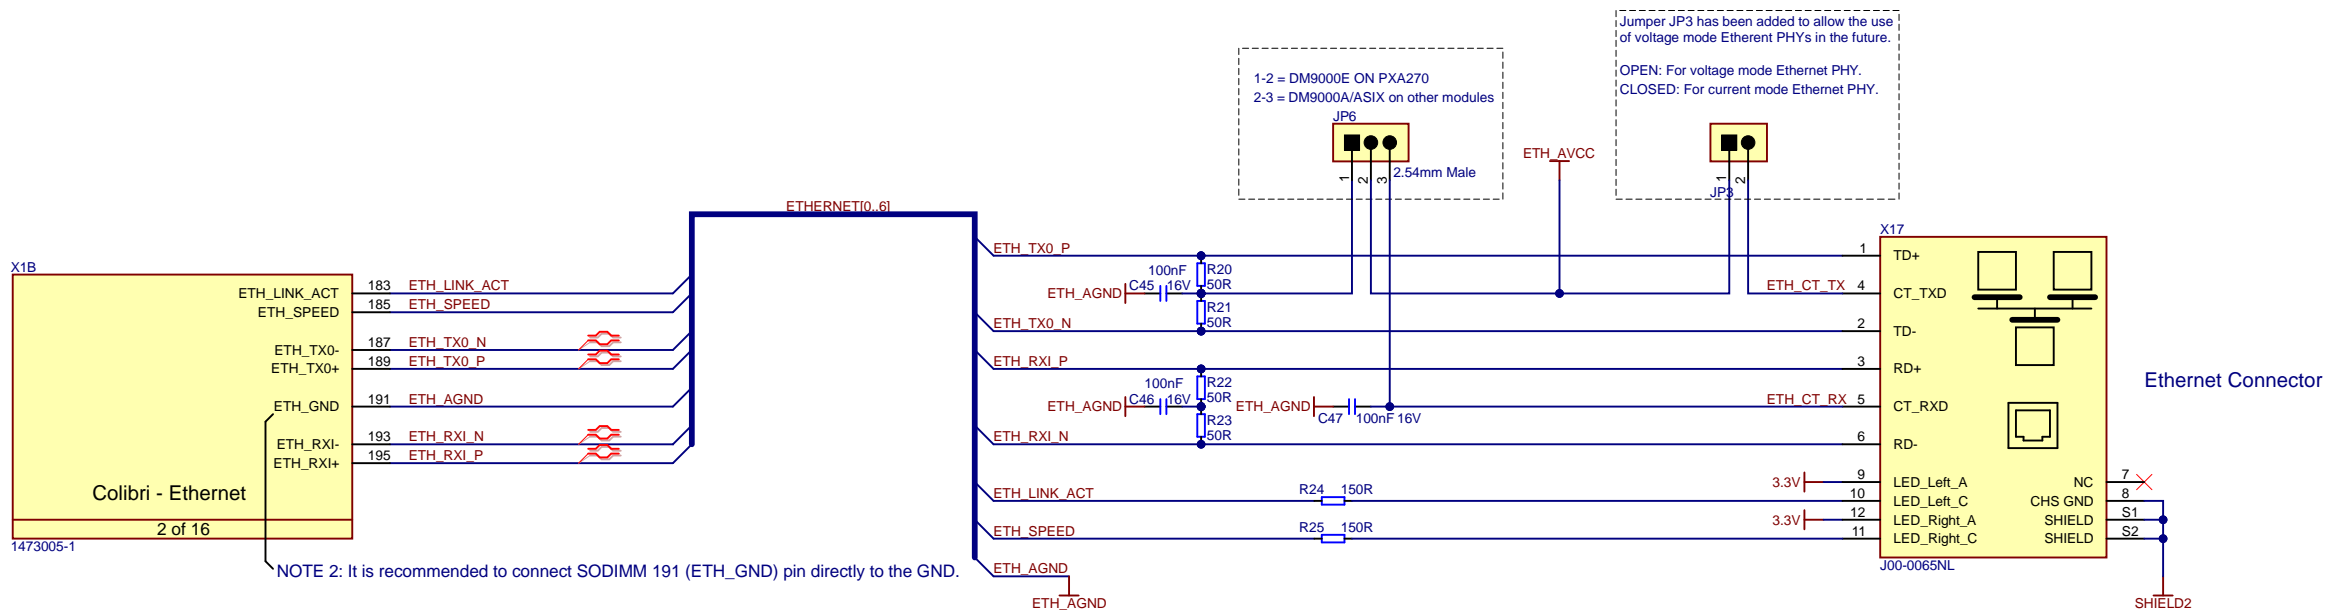 Jumper JP3 has been added to allow the use
of voltage mode Etherent PHYs in the future.
OPEN: For voltage mode Ethernet PHY.
CLOSED: For current mode Ethernet PHY.
1-2 = DM9000E ON PXA270
2-3 = DM9000A/ASIX on other modules
JP6
1
2
3
2.54mm Male
ETH_AVCC
1
2
JP3
ETHERNET[0..6]
X1B
ETH_LINK_ACT 183 ETH_LINK_ACT
ETH_SPEED 185 ETH_SPEED
ETH_TX0- 187 ETH_TX0_N
ETH_TX0+ 189 ETH_TX0_P
ETH_GND 191 ETH_AGND
ETH_RXI- 193 ETH_RXI_N
ETH_RXI+ 195 ETH_RXI_P
Colibri - Ethernet
2 of 16
1473005-1
NOTE 2: It is recommended to connect SODIMM 191 (ETH_GND) pin directly to the GND.
ETH_TX0_P
100nF
R20
50R
ETH_AGND
C45
16V
R21
50R
ETH_TX0_N
ETH_RXI_P
100nF
R22
50R
ETH_AGND
C46
16V
R23
50R
ETH_AGND
C47
100nF 16V
ETH_RXI_N
ETH_LINK_ACT
R24 150R
ETH_SPEED
R25 150R
ETH_AGND
ETH_AGND
X17
1 TD+
ETH_CT_TX 4 CT_TXD
2 TD-
3 RD+
ETH_CT_RX 5 CT_RXD
6 RD-
3.3V 9 LED_Left_A
10 LED_Left_C
3.3V 12 LED_Right_A
11 LED_Right_C
NC 7
CHS GND 8
SHIELD S1
SHIELD S2
J00-0065NL
SHIELD2
Ethernet Connector